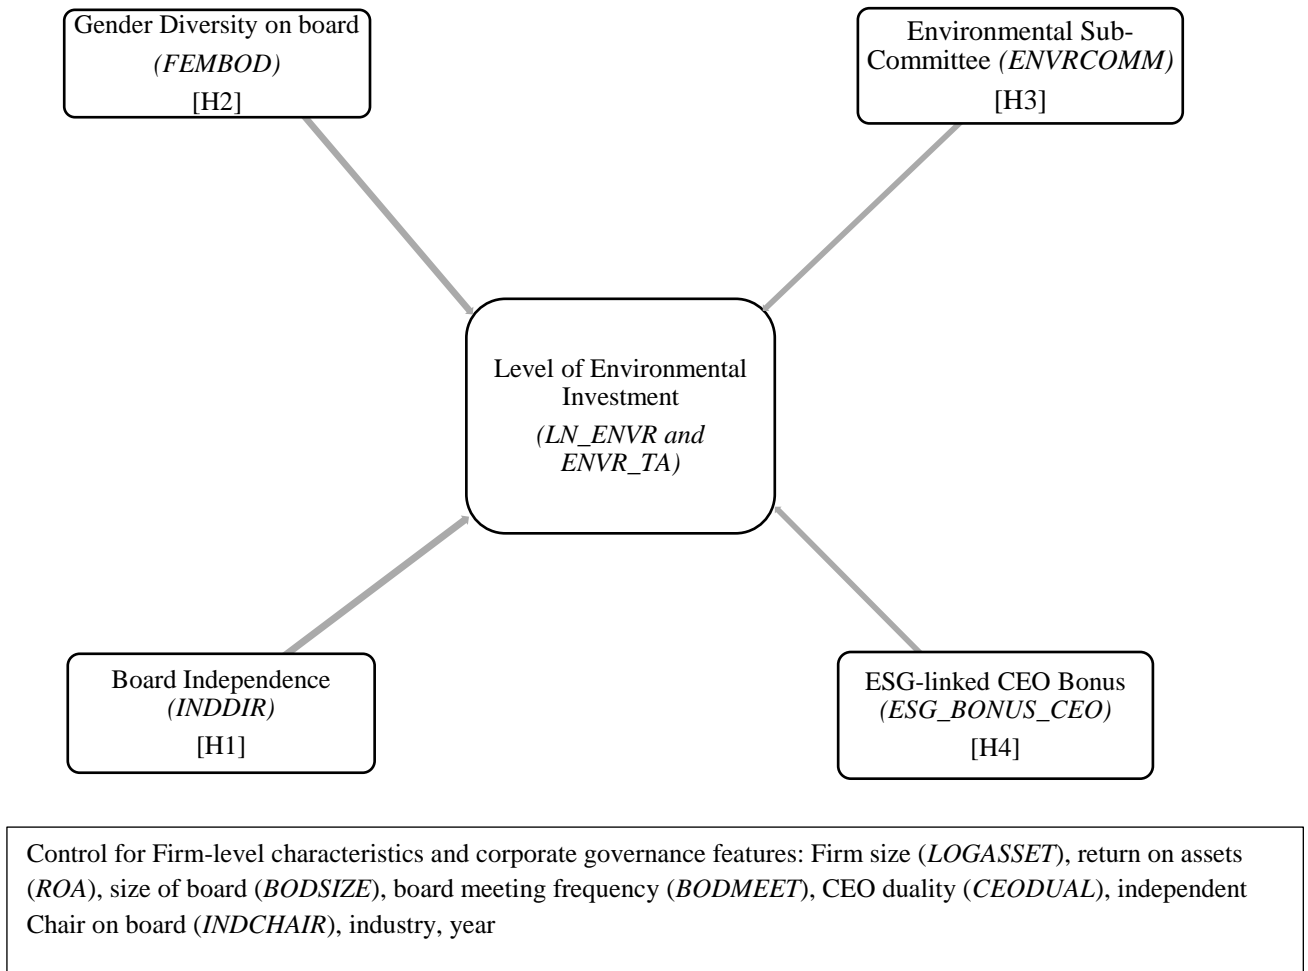 Gender Diversity on board
(FEMBOD)
[H2]
Environmental Sub-
Committee (ENVRCOMM)
[H3]
Level of Environmental
Investment
(LN_ENVR and
ENVR_TA)
Board Independence
(INDDIR)
[H1]
ESG-linked CEO Bonus
(ESG_BONUS_CEO)
[H4]
Control for Firm-level characteristics and corporate governance features: Firm size (LOGASSET), return on assets
(ROA), size of board (BODSIZE), board meeting frequency (BODMEET), CEO duality (CEODUAL), independent
Chair on board (INDCHAIR), industry, year